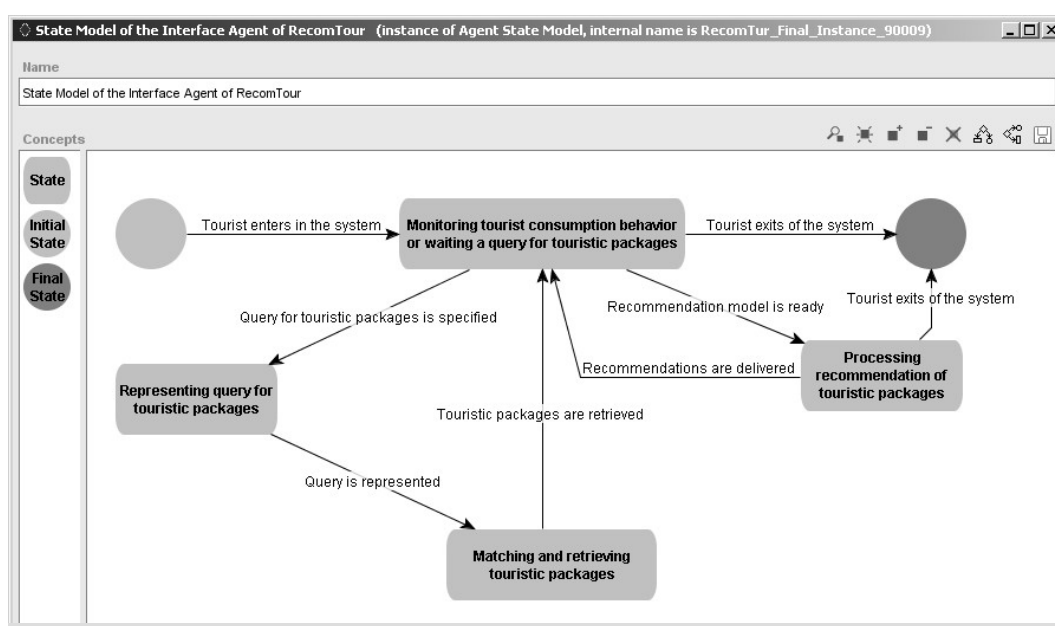 State Model of the Interface Agent of RecomTour (instance of Agent State Model, internal name is RecomTur_Final_Instance_90009)
Name
State Model of the Interface Agent of RecomTour
Concepts
State
Initial
State
Final
State
Tourist enters in the system
Monitoring tourist consumption behavior
or waiting a query for touristic packages
Tourist exits of the system
Query for touristic packages is specified
Recommendation model is ready
Tourist exits of the system
Representing query for
touristic packages
Recommendations are delivered
Processing
recommendation of
touristic packages
Touristic packages are retrieved
Query is represented
Matching and retrieving
touristic packages